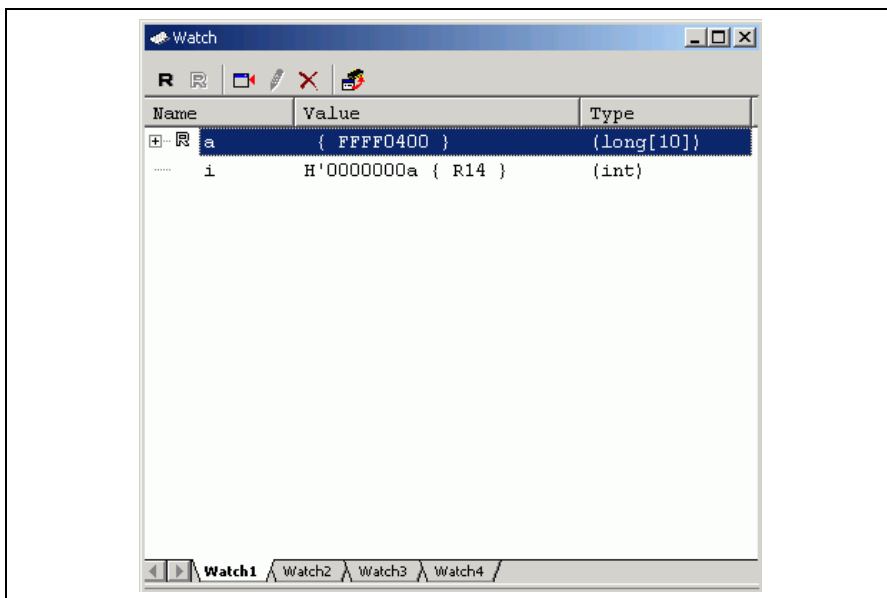 Watch
R R
Name Value Type
R a { FFFF0400 } (long[10])
i H'0000000a { R14 } (int)
Watch1 Watch2 Watch3 Watch4